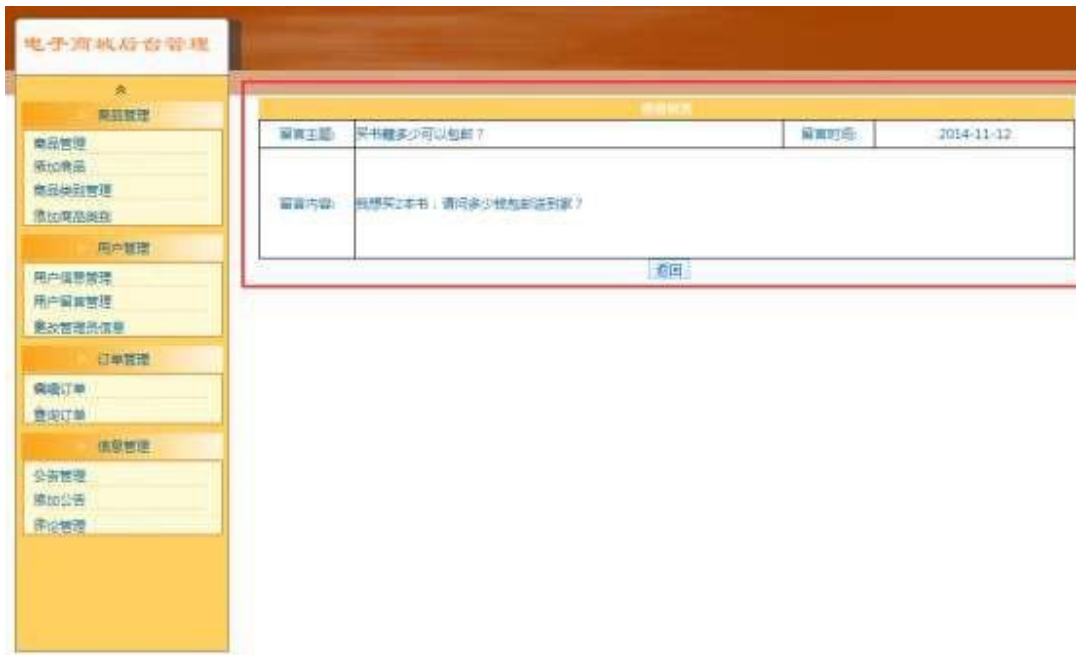 电子商城后台管理
商品管理
商品管理
添加商品
商品类别管理
添加商品类别
用户管理
用户信息管理
用户留言管理
更改管理员信息
订单管理
编辑订单
查询订单
信息管理
公告管理
添加公告
评论管理
留言主题: 买书籍多少可以包邮? 留言时间: 2014-11-12
留言内容: 我想买2本书,请问多少钱包邮送到家?
返回